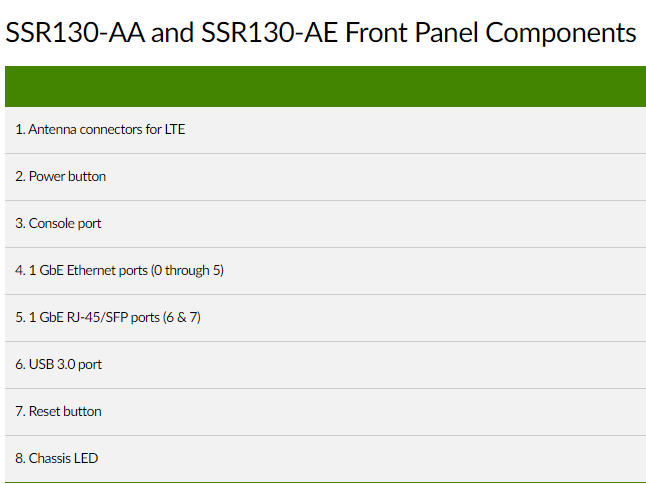 SSR130-AA and SSR130-AE Front Panel Components
1. Antenna connectors for LTE
2. Power button
3. Console port
4. 1 GbE Ethernet ports (0 through 5)
5. 1 GbE RJ-45/SFP ports (6 & 7)
6. USB 3.0 port
7. Reset button
8. Chassis LED